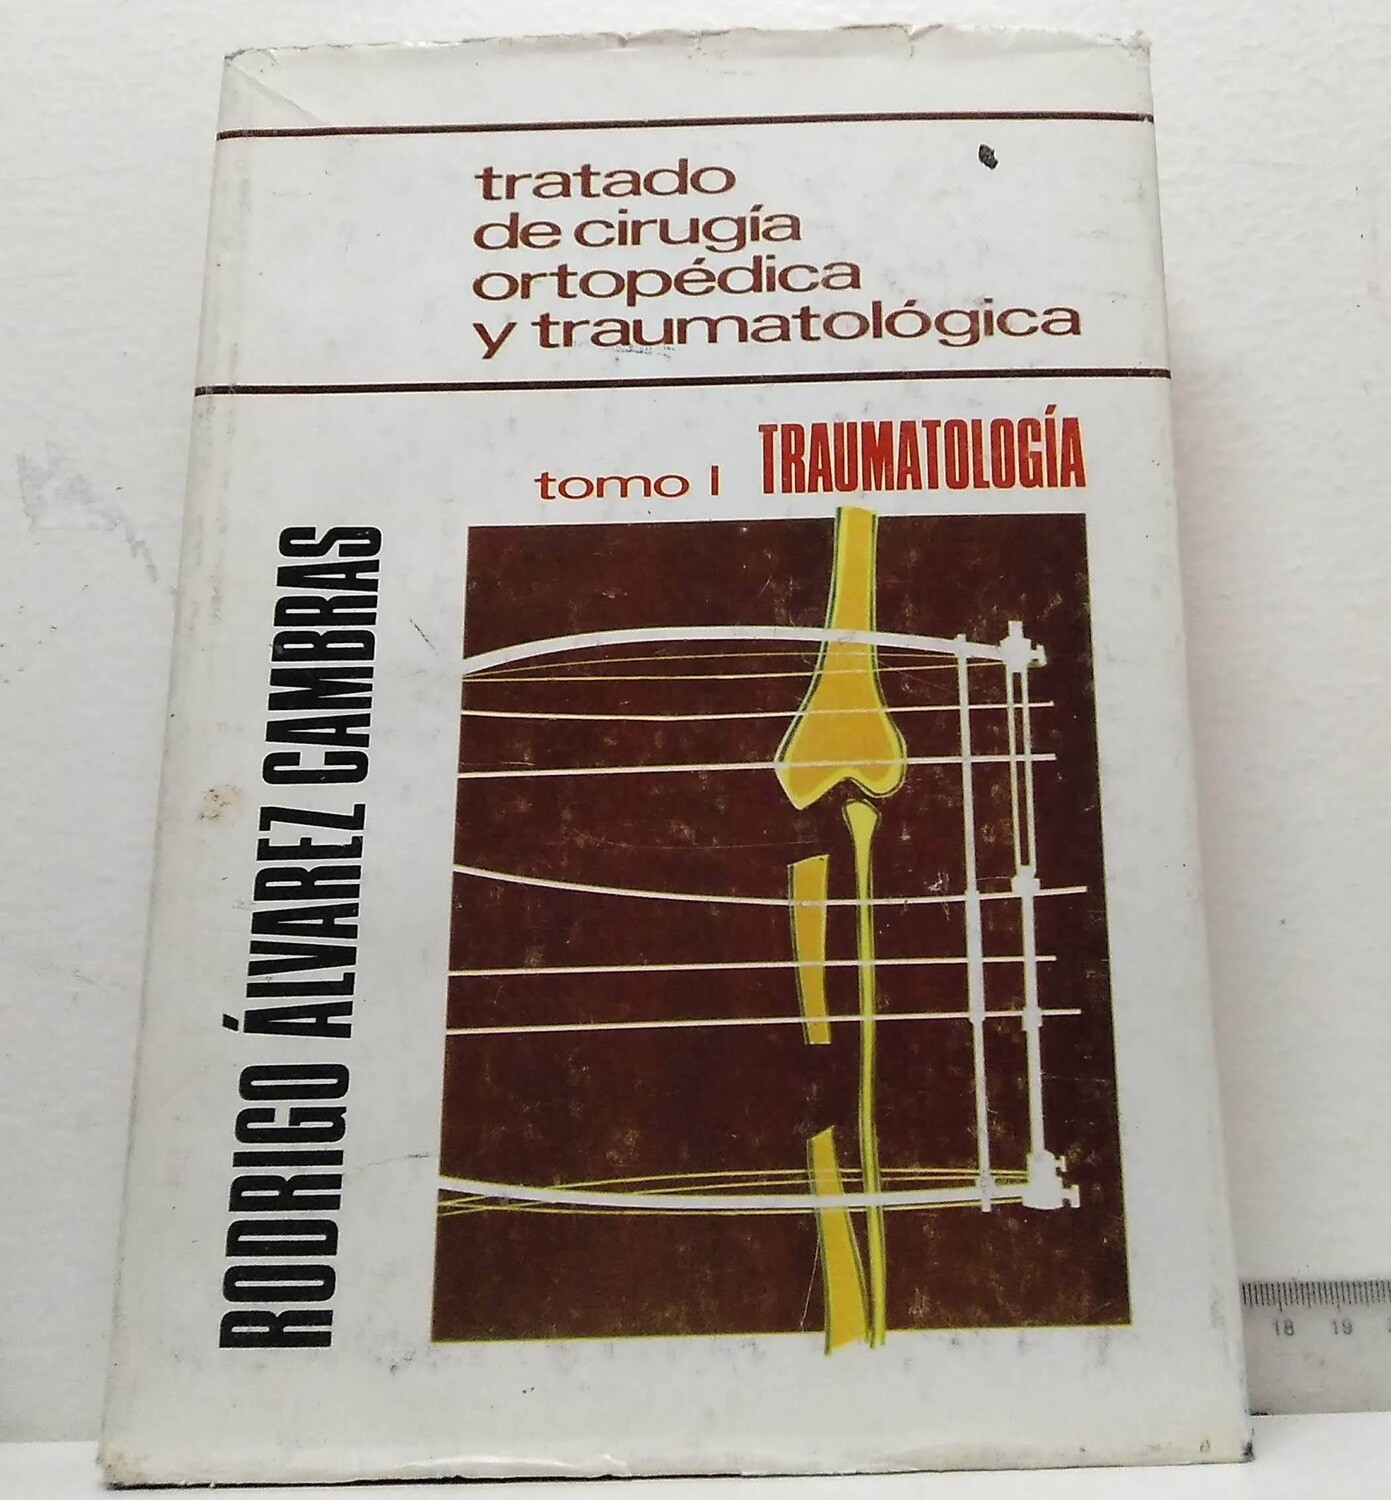 tratado
de cirugía
ortopédica
y traumatológica
tomo I TRAUMATOLOGÍA
RODRIGO ÁLVAREZ CAMBRAS
18 19